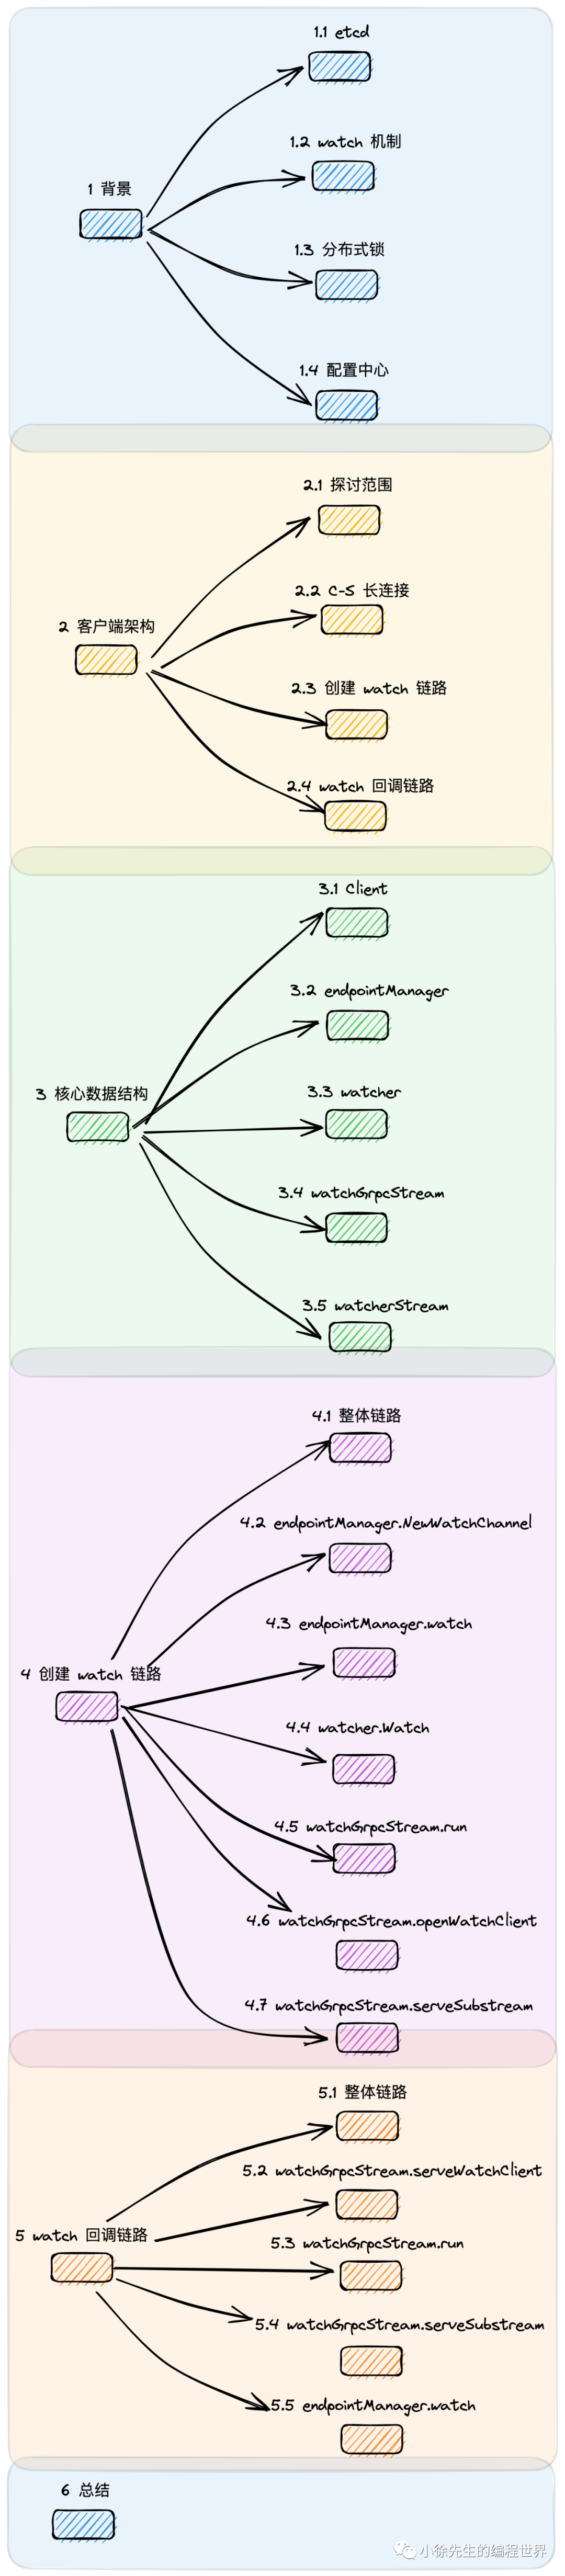 1.1 etcd
1.2 watch 机制
1 背景
1.3 分布式锁
1.4 配置中心
2.1 探讨范围
2.2 C-S 长连接
2 客户端架构
2.3 创建 watch 链路
2.4 watch 回调链路
3.1 Client
3.2 endpointManager
3 核心数据结构
3.3 watcher
3.4 watchGrpcStream
3.5 watcherStream
4.1 整体链路
4.2 endpointManager.NewWatchChannel
4.3 endpointManager.watch
4 创建 watch 链路
4.4 watcher.Watch
4.5 watchGrpcStream.run
4.6 watchGrpcStream.openWatchClient
4.7 watchGrpcStream.serveSubstream
5.1 整体链路
5.2 watchGrpcStream.serveWatchClient
5 watch 回调链路
5.3 watchGrpcStream.run
5.4 watchGrpcStream.serveSubstream
5.5 endpointManager.watch
6 总结
小徐先生的编程世界